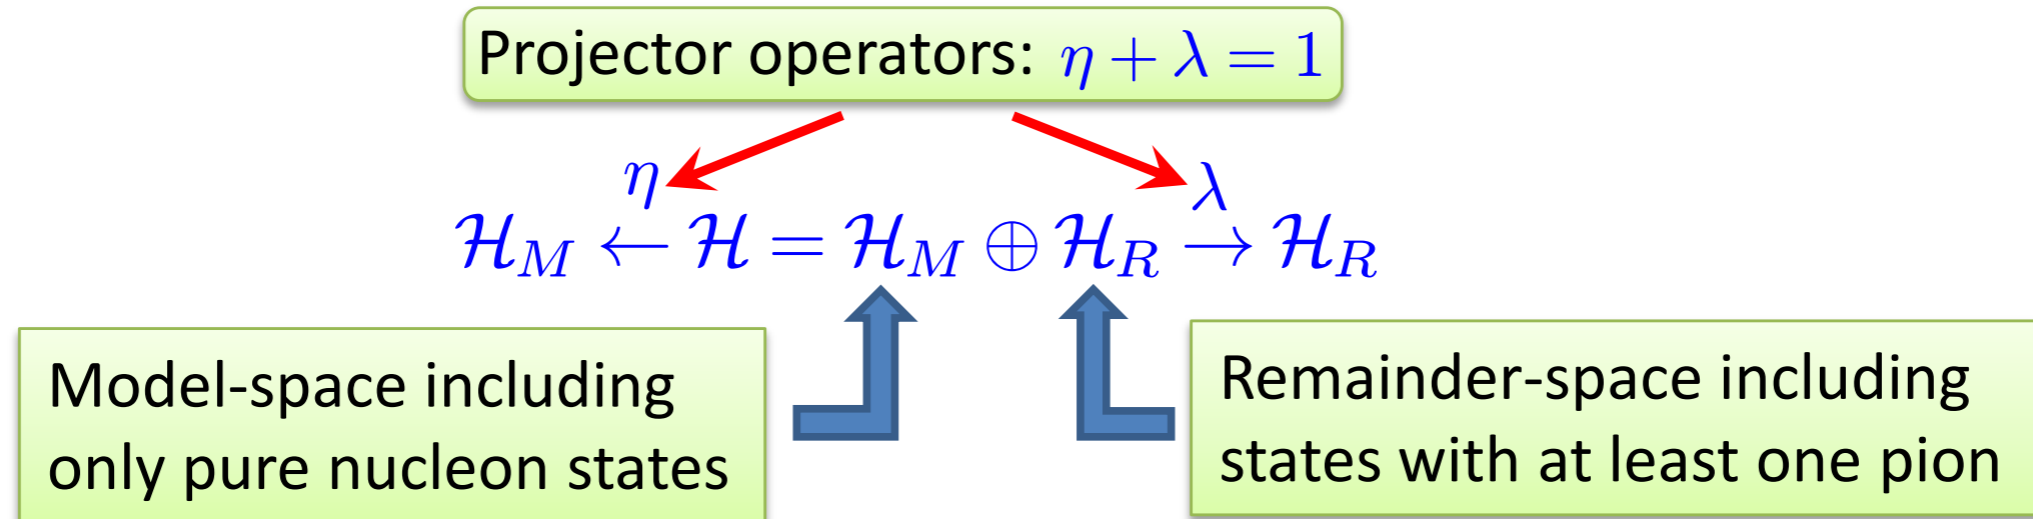 Projector operators: η + λ = 1
η λ
ℋ_M ← ℋ = ℋ_M ⊕ ℋ_R → ℋ_R
Model-space including
only pure nucleon states
Remainder-space including
states with at least one pion